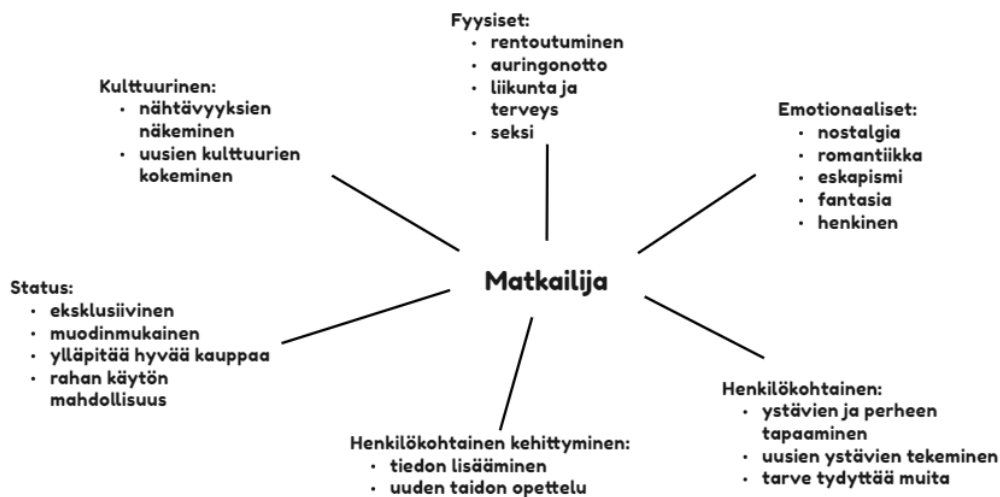 Fyysiset:
• rentoutuminen
• auringonotto
• liikunta ja
terveys
• seksi
Kulttuurinen:
• nähtävyyksien
näkeminen
• uusien kulttuurien
kokeminen
Emotionaaliset:
• nostalgia
• romantiikka
• eskapismi
• fantasia
• henkinen
Matkailija
Status:
• eksklusiivinen
• muodinmukainen
• ylläpitää hyvää kauppaa
• rahan käytön
mahdollisuus
Henkilökohtainen kehittyminen:
• tiedon lisääminen
• uuden taidon opettelu
Henkilökohtainen:
• ystävien ja perheen
tapaaminen
• uusien ystävien tekeminen
• tarve tydyttää muita